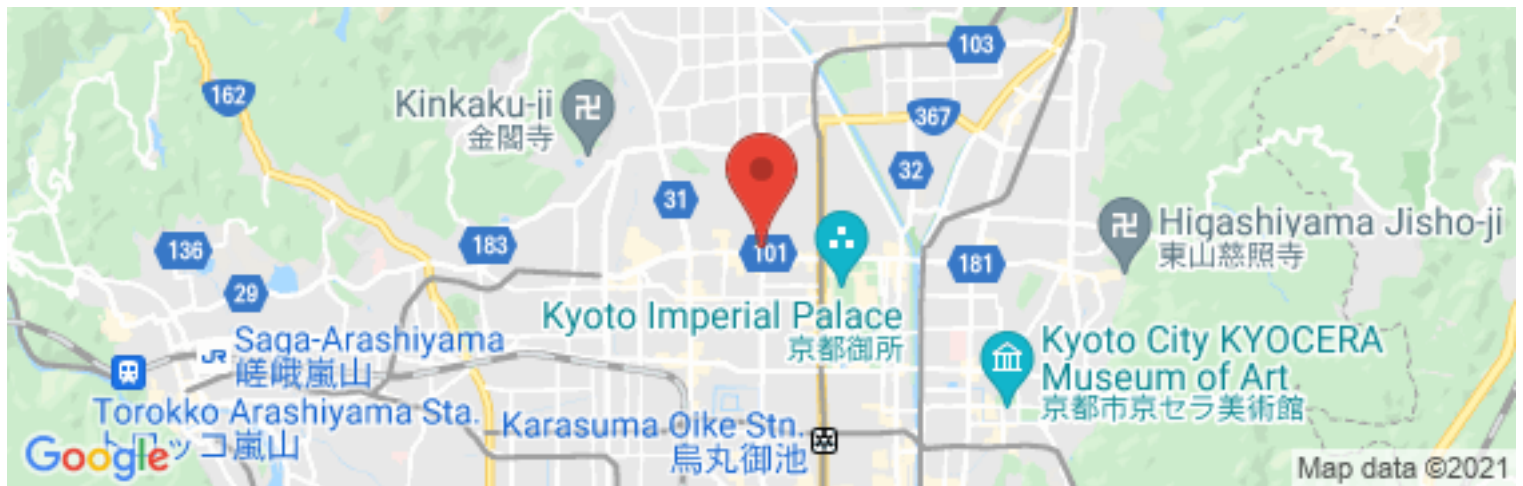 103
162
Kinkaku-ji
金閣寺
卍
367
32
31
卍
Higashiyama Jisho-ji
東山慈照寺
136
183
101
181
29
Kyoto Imperial Palace
京都御所
JR
Saga-Arashiyama
嵯峨嵐山
Kyoto City KYOCERA
Museum of Art
京都市京セラ美術館
Torokko Arashiyama Sta.
トロッコ嵐山
Karasuma Oike Stn.
烏丸御池
Google
Map data ©2021